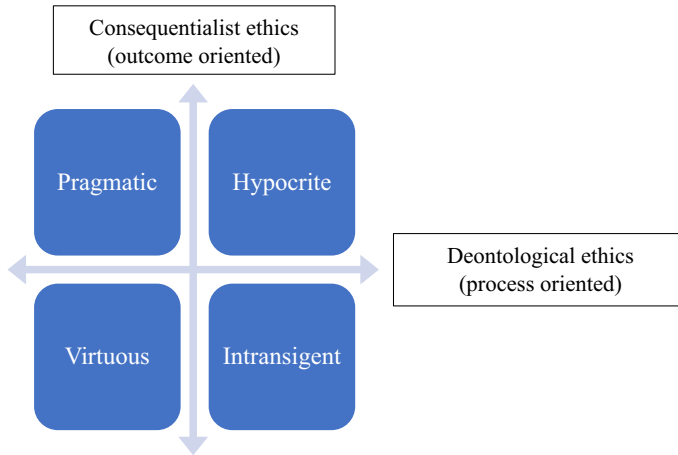 Consequentialist ethics
(outcome oriented)
Pragmatic
Hypocrite
Deontological ethics
(process oriented)
Virtuous
Intransigent